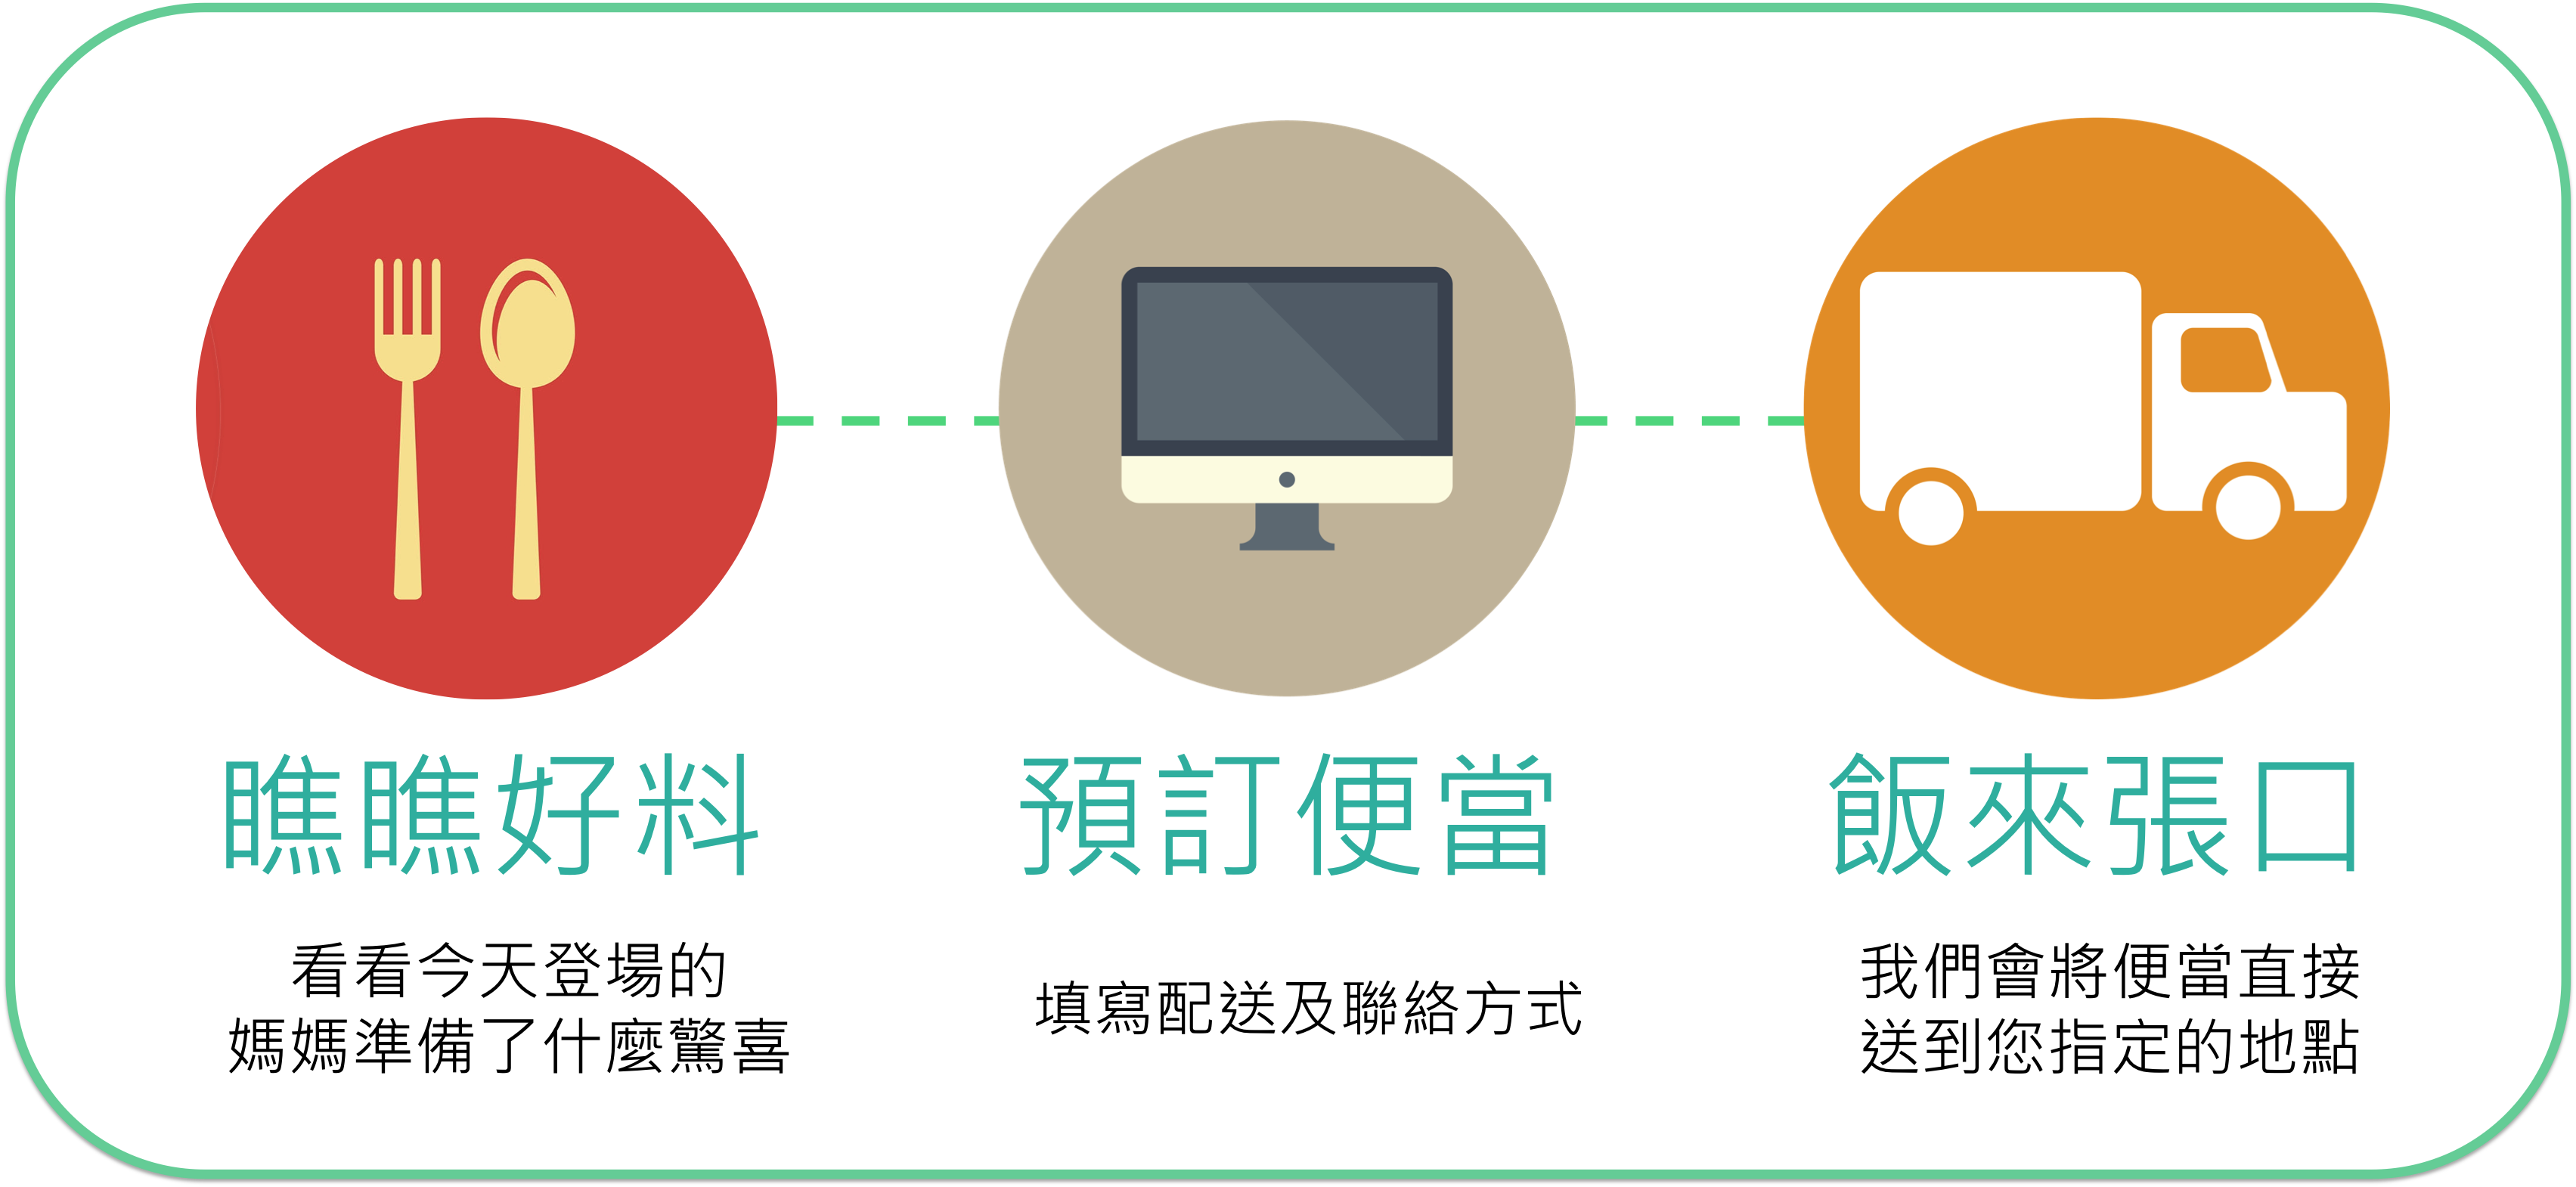 瞧瞧好料
看看今天登場的
媽媽準備了什麼驚喜
預訂便當
填寫配送及聯絡方式
飯來張口
我們會將便當直接
送到您指定的地點